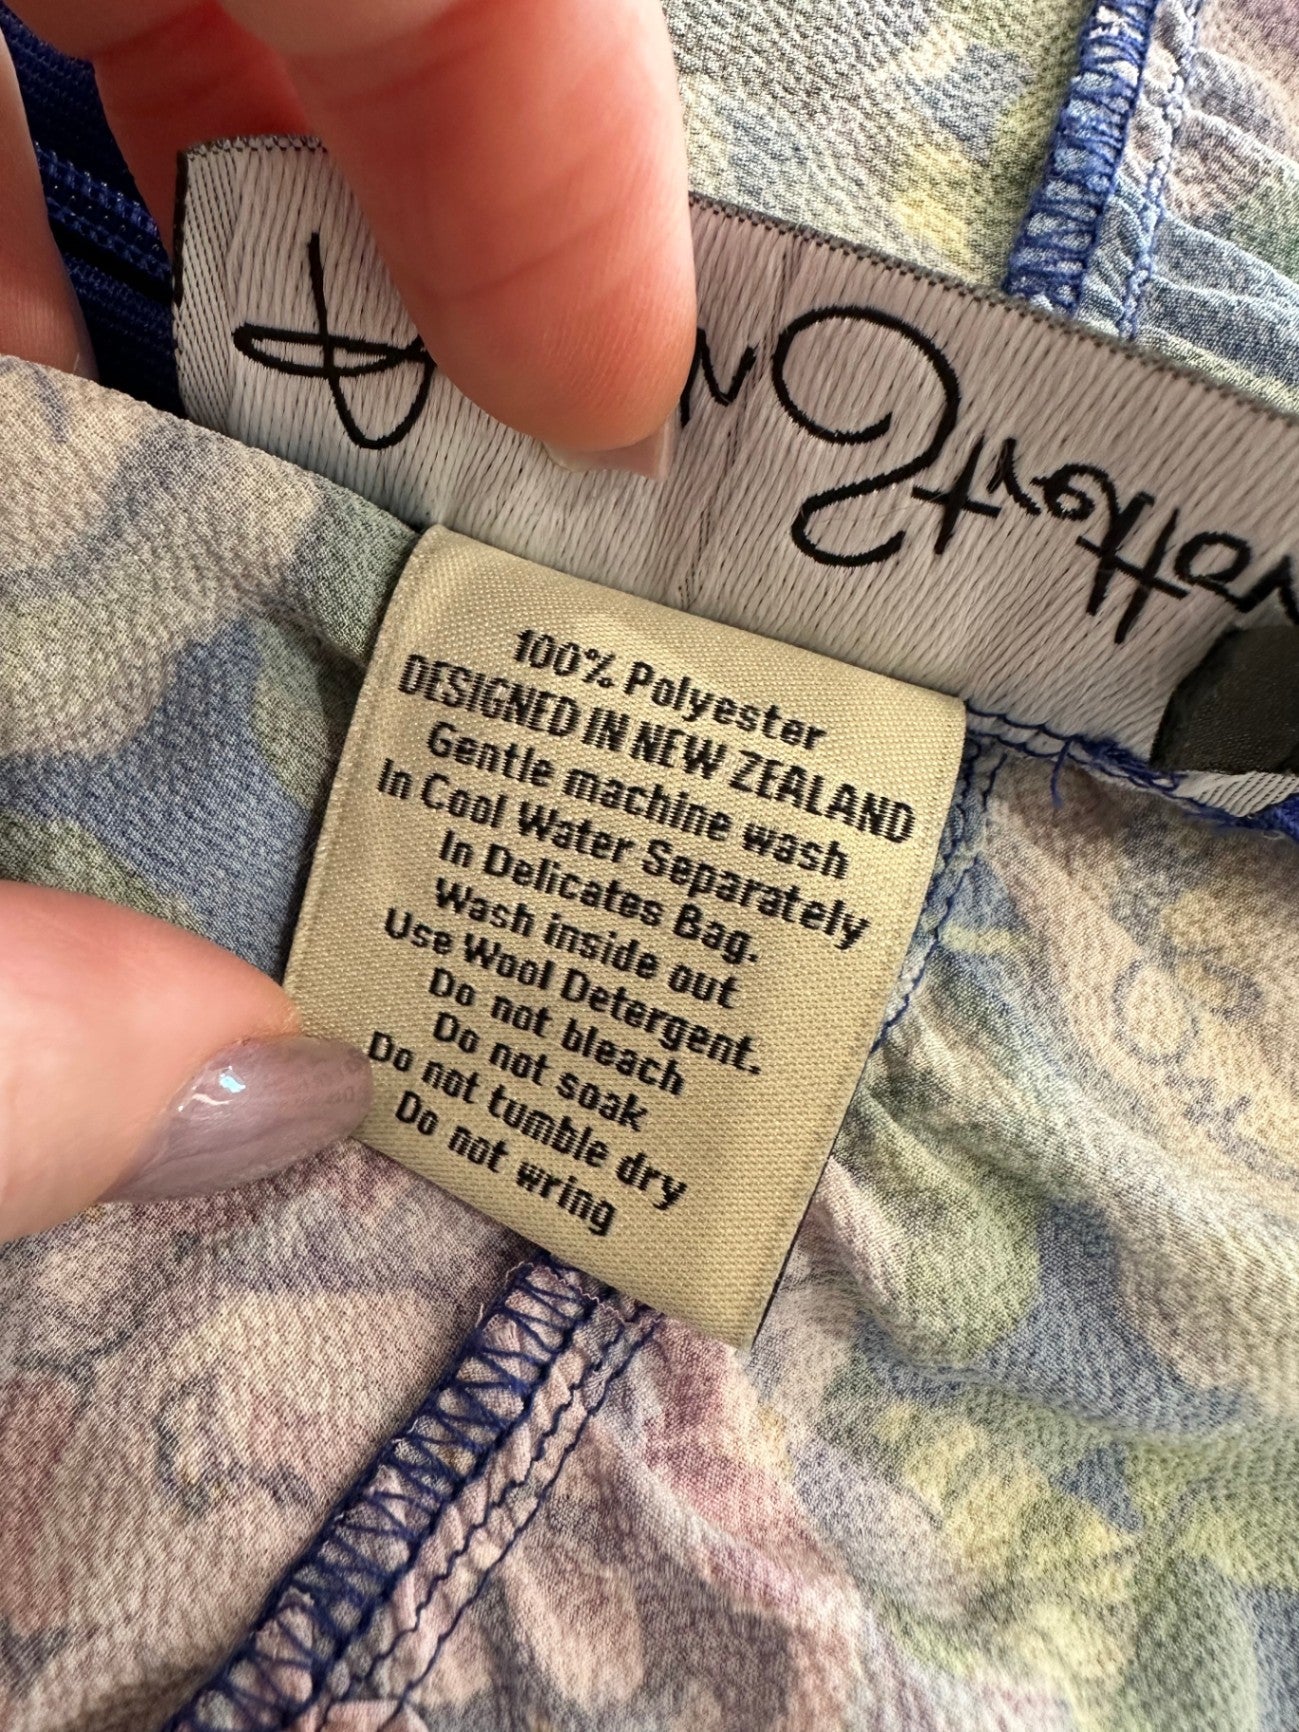 100% Polyester
DESIGNED IN NEW ZEALAND
Gentle machine wash
In Cool Water Separately
In Delicates Bag.
Wash inside out
Use Wool Detergent.
Do not bleach
Do not soak
Do not tumble dry
Do not wring